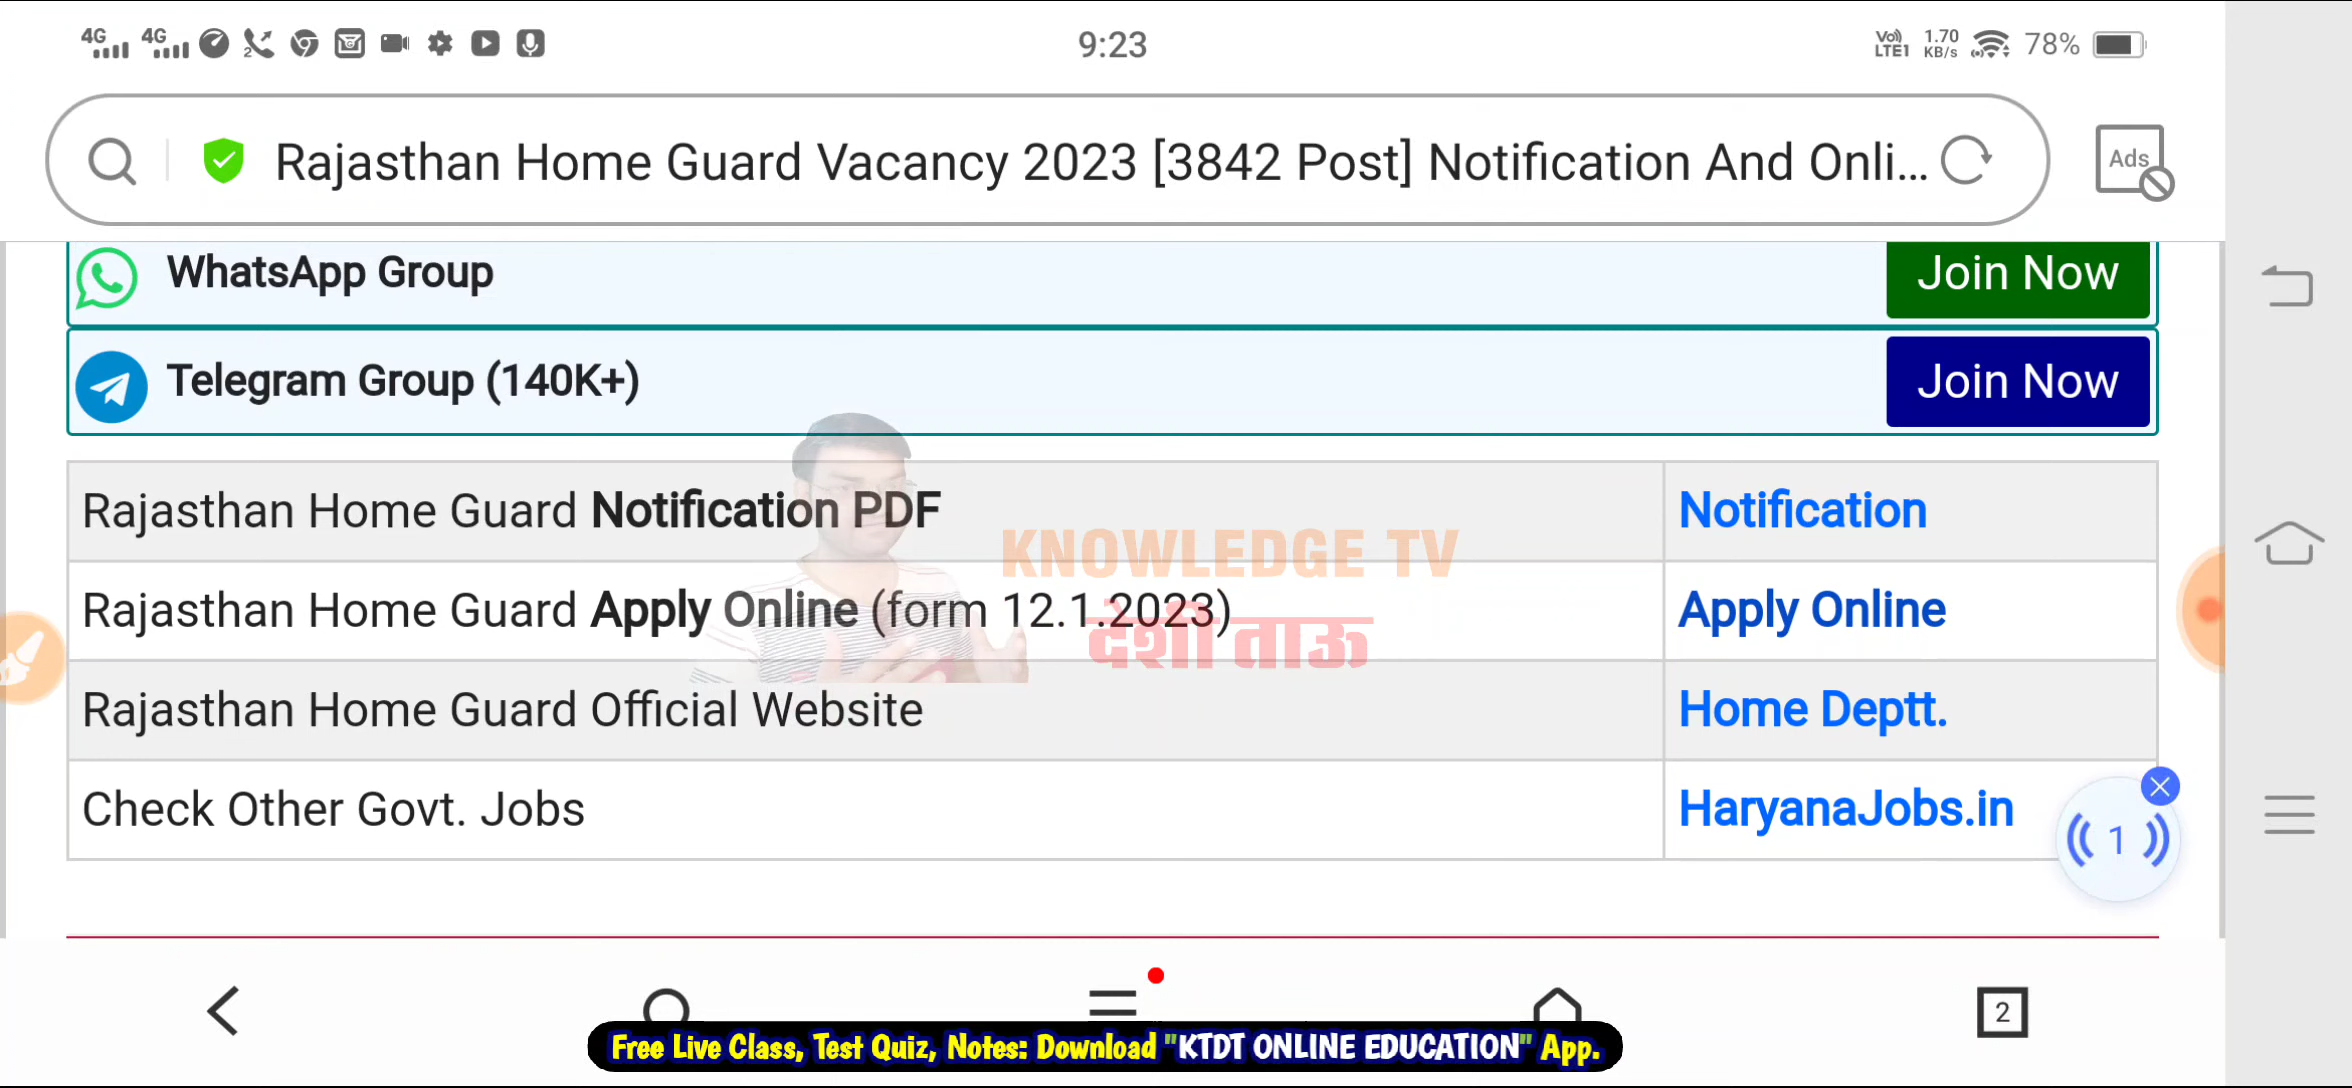 4G 4G 2 9:23 Vo) LTE1 1.70 KB/s 78%
Rajasthan Home Guard Vacancy 2023 [3842 Post] Notification And Onli... Ads
WhatsApp Group Join Now
Telegram Group (140K+) Join Now
Rajasthan Home Guard Notification PDF Notification
KNOWLEDGE TV
Rajasthan Home Guard Apply Online (form 12.1.2023) Apply Online
देशी ताऊ
Rajasthan Home Guard Official Website Home Deptt.
Check Other Govt. Jobs HaryanaJobs.in
1
2
Free Live Class, Test Quiz, Notes: Download "KTDT ONLINE EDUCATION" App.